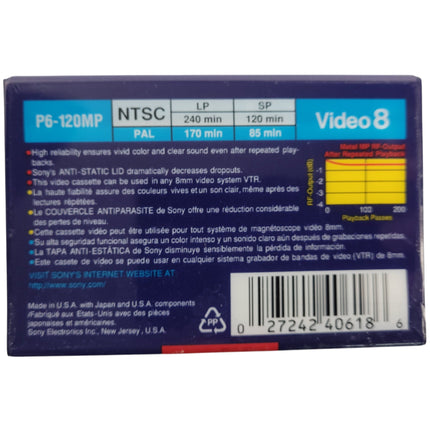 P6-120MP
NTSC
LP
SP
240 min
120 min
PAL
170 min
85 min
Video 8
•High reliability ensures vivid color and clear sound even after repeated play-
backs.
•Sony's ANTI-STATIC LID dramatically decreases dropouts.
•This video cassette can be used in any 8mm video system VTR.
•La haute fiabilité assure des couleurs vives et un son clair, même après des
lectures répétées.
•Le COUVERCLE ANTIPARASITE de Sony offre une réduction considérable
des pertes de niveau.
•Cette cassette vidéo peut être utilisée pour tout système de magnétoscope vidéo 8mm.
•Su alta seguridad funcional asegura un color intenso y un sonido claro aún después de grabaciones repetidas.
•La TAPA ANTI-ESTÁTICA de Sony disminuye sensiblemente la pérdida de imagen.
•Este casete de video se puede usar en cualquier sistema grabador de bandas de video (VTR) de 8mm.
VISIT SONY'S INTERNET WEBSITE AT:
http://www.sony.com/
Made in U.S.A. with Japan and U.S.A. components
/Fabriqué aux Etats-Unis avec des pièces
japonaises et américaines.
Sony Electronics Inc., New Jersey, U.S.A.
Metal MP RF-Output
After Repeated Playback
RF-Output (dB)
0
100
200
Playback Passes
PP
0 27242 40618 6